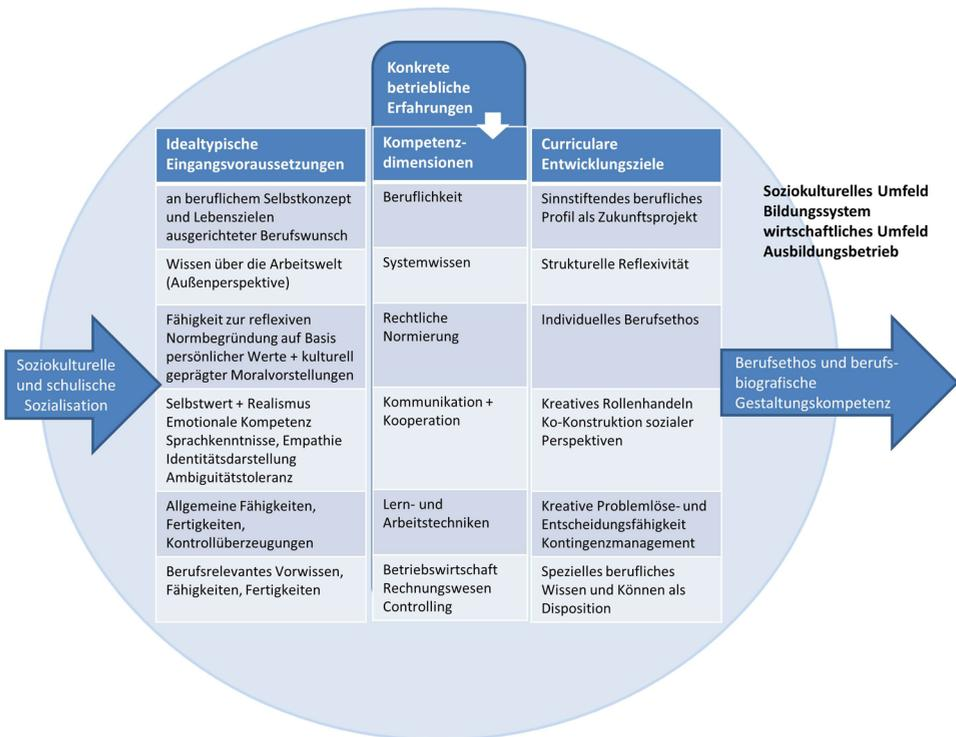 Konkrete
betriebliche
Erfahrungen
Idealtypische
Eingangsvoraussetzungen
Kompetenz-
dimensionen
Curriculare
Entwicklungsziele
an beruflichem Selbstkonzept
und Lebenszielen
ausgerichteter Berufswunsch
Beruflichkeit
Sinnstiftendes berufliches
Profil als Zukunftsprojekt
Wissen über die Arbeitswelt
(Außenperspektive)
Systemwissen
Strukturelle Reflexivität
Fähigkeit zur reflexiven
Normbegründung auf Basis
persönlicher Werte + kulturell
geprägter Moralvorstellungen
Rechtliche
Normierung
Individuelles Berufsethos
Selbstwert + Realismus
Emotionale Kompetenz
Sprachkenntnisse, Empathie
Identitätsdarstellung
Ambiguitätstoleranz
Kommunikation +
Kooperation
Kreatives Rollenhandeln
Ko-Konstruktion sozialer
Perspektiven
Allgemeine Fähigkeiten,
Fertigkeiten,
Kontrollüberzeugungen
Lern- und
Arbeitstechniken
Kreative Problemlöse- und
Entscheidungsfähigkeit
Kontingenzmanagement
Berufsrelevantes Vorwissen,
Fähigkeiten, Fertigkeiten
Betriebswirtschaft
Rechnungswesen
Controlling
Spezielles berufliches
Wissen und Können als
Disposition
Soziokulturelle
und schulische
Sozialisation
Soziokulturelles Umfeld
Bildungssystem
wirtschaftliches Umfeld
Ausbildungsbetrieb
Berufsethos und berufs-
biografische
Gestaltungskompetenz